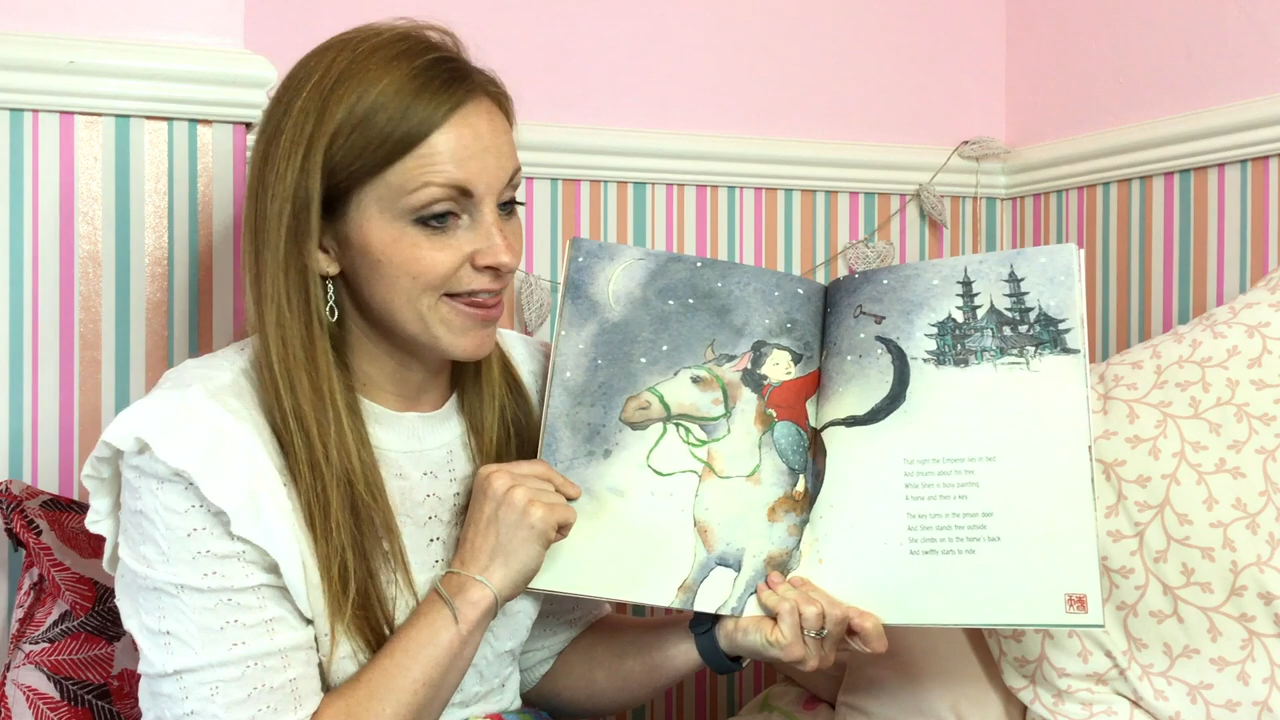 That night the Emperor lies in bed
And dreams about his tree,
While Shen is busy painting
A horse and then a key.
The key turns in the prison door
And Shen stands free outside.
She climbs on to the horse's back
And swiftly starts to ride.